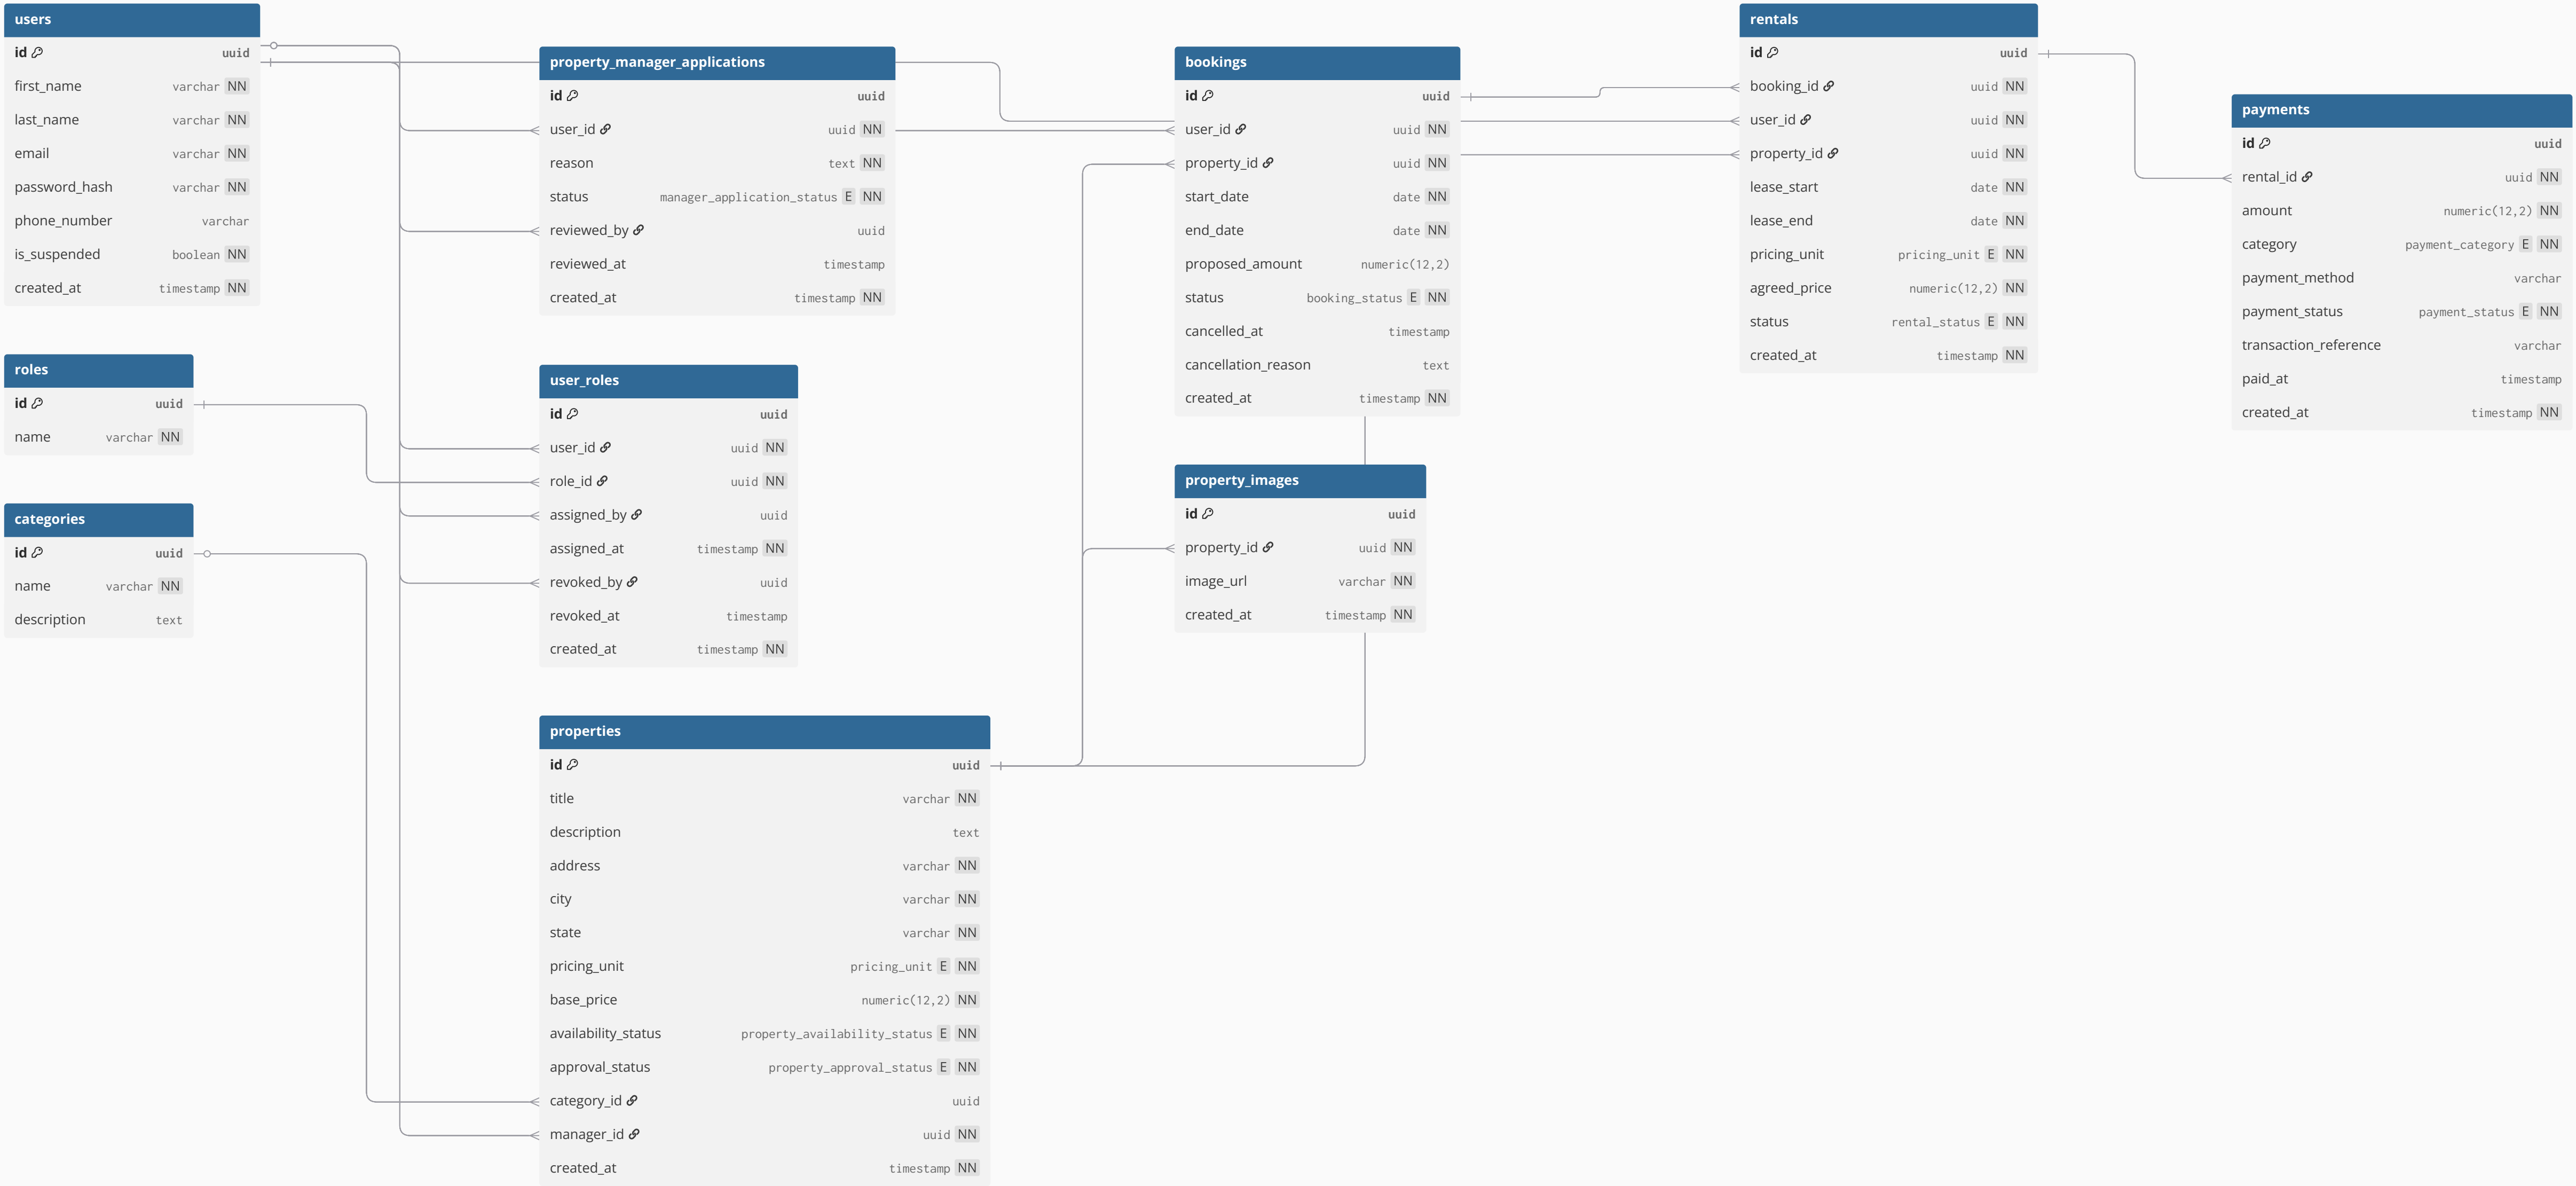 users
id uuid
first_name varchar NN
last_name varchar NN
email varchar NN
password_hash varchar NN
phone_number varchar
is_suspended boolean NN
created_at timestamp NN
roles
id uuid
name varchar NN
categories
id uuid
name varchar NN
description text
property_manager_applications
id uuid
user_id uuid NN
reason text NN
status manager_application_status E NN
reviewed_by uuid
reviewed_at timestamp
created_at timestamp NN
user_roles
id uuid
user_id uuid NN
role_id uuid NN
assigned_by uuid
assigned_at timestamp NN
revoked_by uuid
revoked_at timestamp
created_at timestamp NN
properties
id uuid
title varchar NN
description text
address varchar NN
city varchar NN
state varchar NN
pricing_unit pricing_unit E NN
base_price numeric(12,2) NN
availability_status property_availability_status E NN
approval_status property_approval_status E NN
category_id uuid
manager_id uuid NN
created_at timestamp NN
bookings
id uuid
user_id uuid NN
property_id uuid NN
start_date date NN
end_date date NN
proposed_amount numeric(12,2)
status booking_status E NN
cancelled_at timestamp
cancellation_reason text
created_at timestamp NN
property_images
id uuid
property_id uuid NN
image_url varchar NN
created_at timestamp NN
rentals
id uuid
booking_id uuid NN
user_id uuid NN
property_id uuid NN
lease_start date NN
lease_end date NN
pricing_unit pricing_unit E NN
agreed_price numeric(12,2) NN
status rental_status E NN
created_at timestamp NN
payments
id uuid
rental_id uuid NN
amount numeric(12,2) NN
category payment_category E NN
payment_method varchar
payment_status payment_status E NN
transaction_reference varchar
paid_at timestamp
created_at timestamp NN